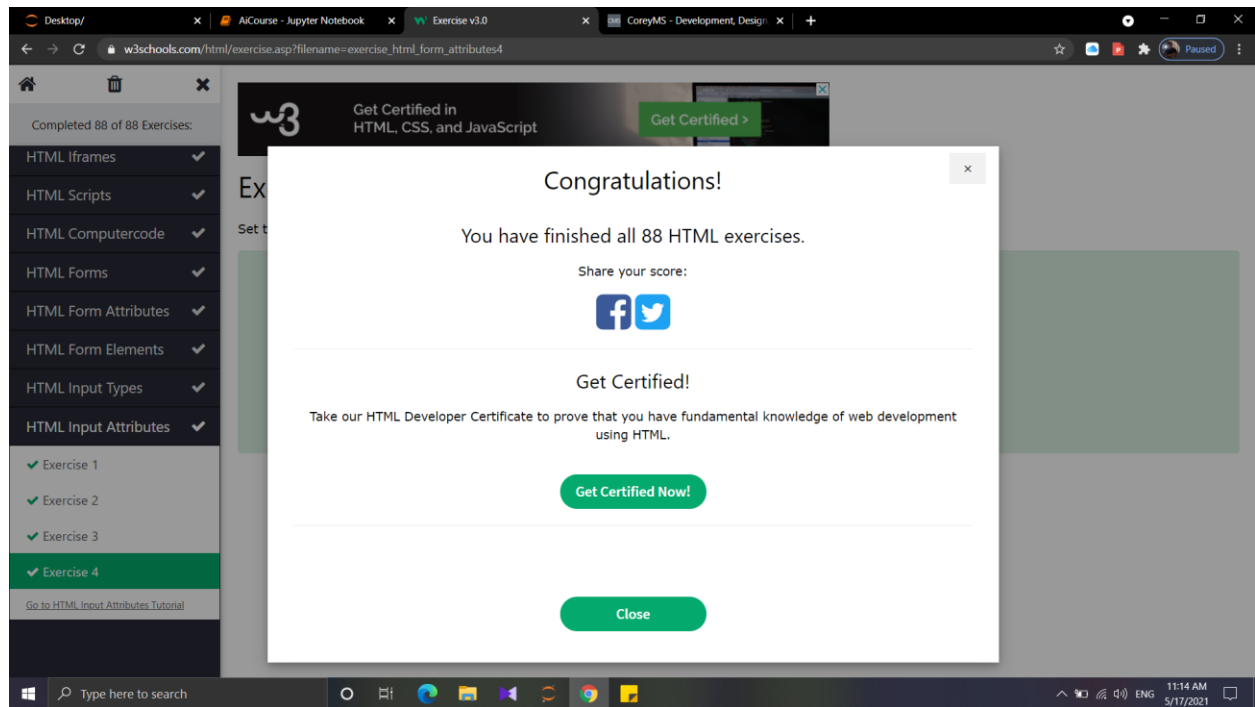 Desktop/
AiCourse - Jupyter Notebook
Exercise v3.0
CoreyMS - Development, Design
w3schools.com/html/exercise.asp?filename=exercise_html_form_attributes4
Paused
Completed 88 of 88 Exercises:
HTML Iframes
HTML Scripts
HTML Computercode
HTML Forms
HTML Form Attributes
HTML Form Elements
HTML Input Types
HTML Input Attributes
Exercise 1
Exercise 2
Exercise 3
Exercise 4
Go to HTML Input Attributes Tutorial
w3
Get Certified in
HTML, CSS, and JavaScript
Get Certified >
Ex
Set t
Congratulations!
You have finished all 88 HTML exercises.
Share your score:
Get Certified!
Take our HTML Developer Certificate to prove that you have fundamental knowledge of web development
using HTML.
Get Certified Now!
Close
Type here to search
ENG
11:14 AM
5/17/2021